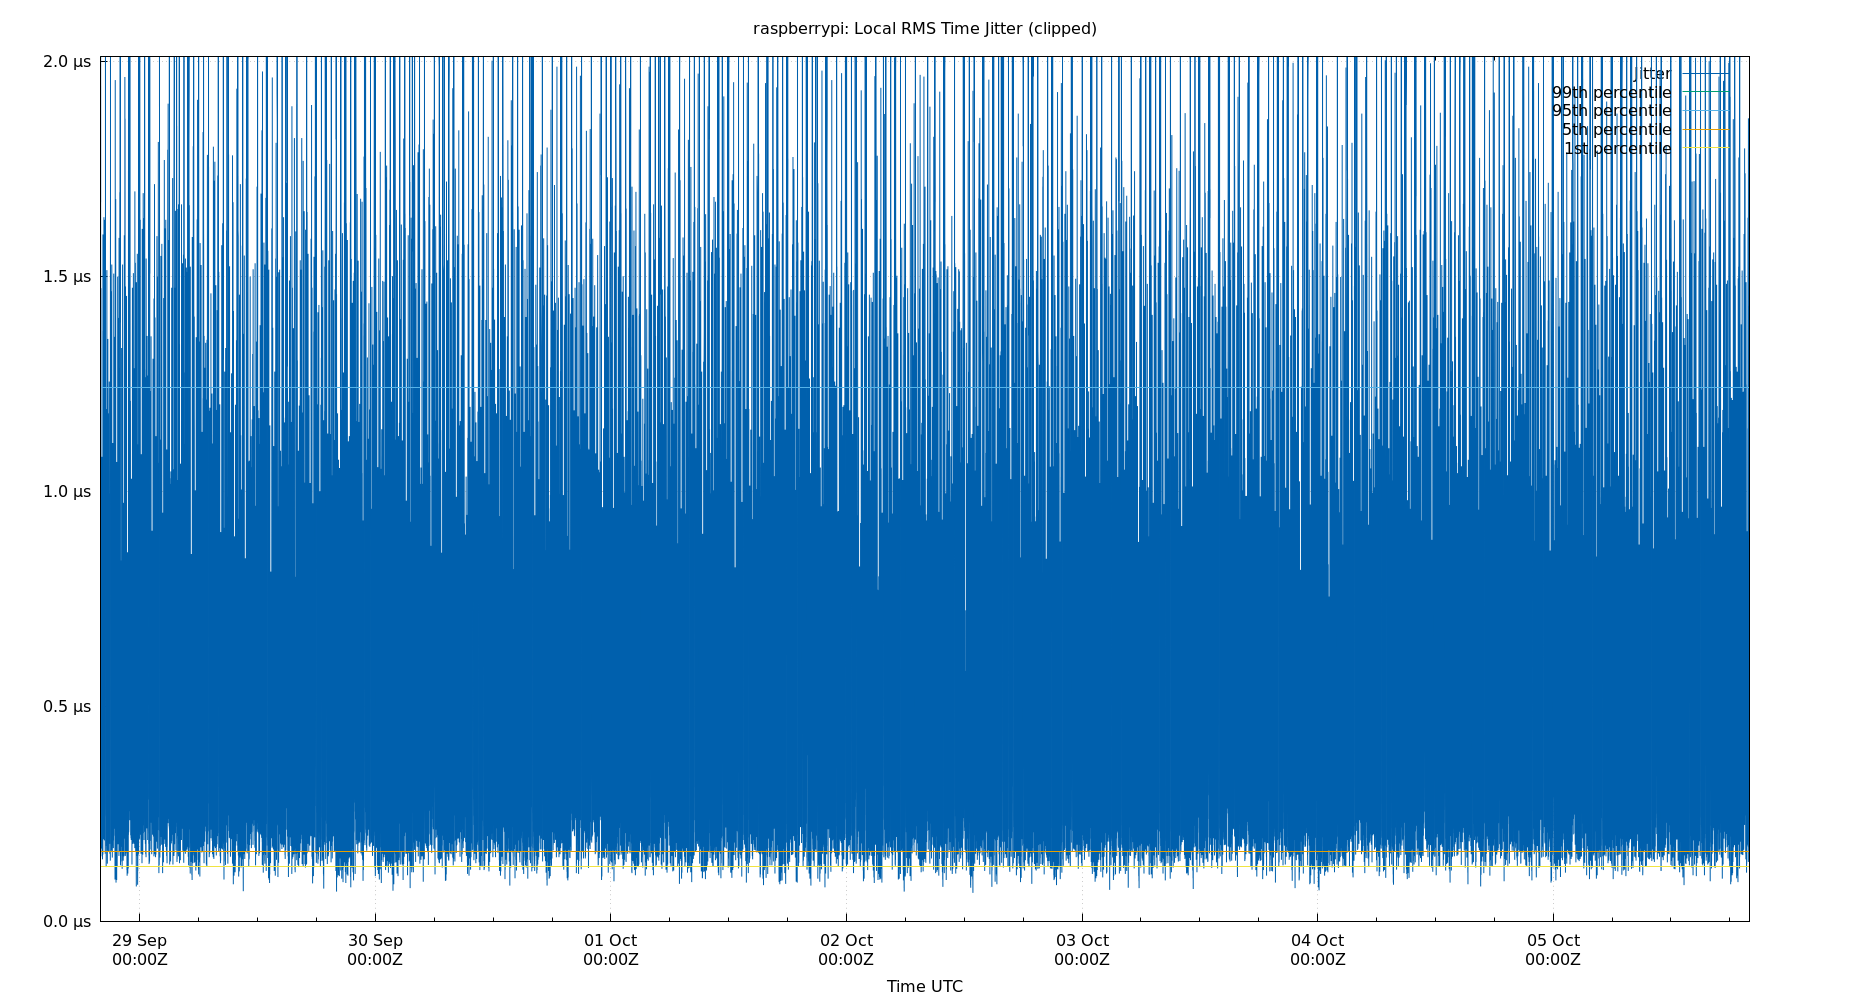 raspberrypi: Local RMS Time Jitter (clipped)
2.0 μs
jitter
99th percentile
95th percentile
5th percentile
1st percentile
1.5 μs
1.0 μs
0.5 μs
0.0 μs
29 Sep 30 Sep 01 Oct 02 Oct 03 Oct 04 Oct 05 Oct
00:00Z 00:00Z 00:00Z 00:00Z 00:00Z 00:00Z 00:00Z
Time UTC